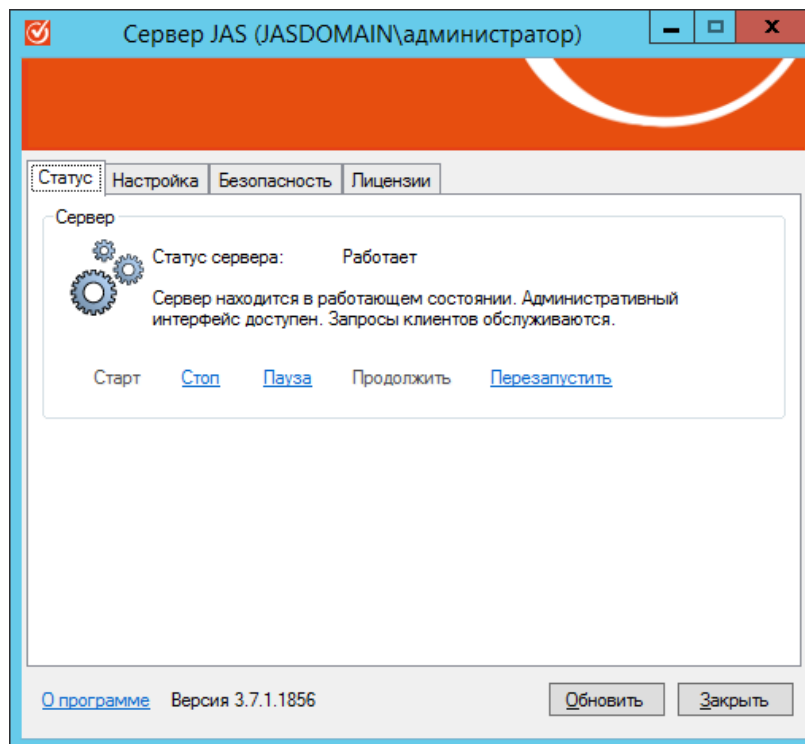 Сервер JAS (JASDOMAIN\администратор)
Статус Настройка Безопасность Лицензии
Сервер
Статус сервера: Работает
Сервер находится в работающем состоянии. Административный
интерфейс доступен. Запросы клиентов обслуживаются.
Старт Стоп Пауза Продолжить Перезапустить
О программе Версия 3.7.1.1856 Обновить Закрыть